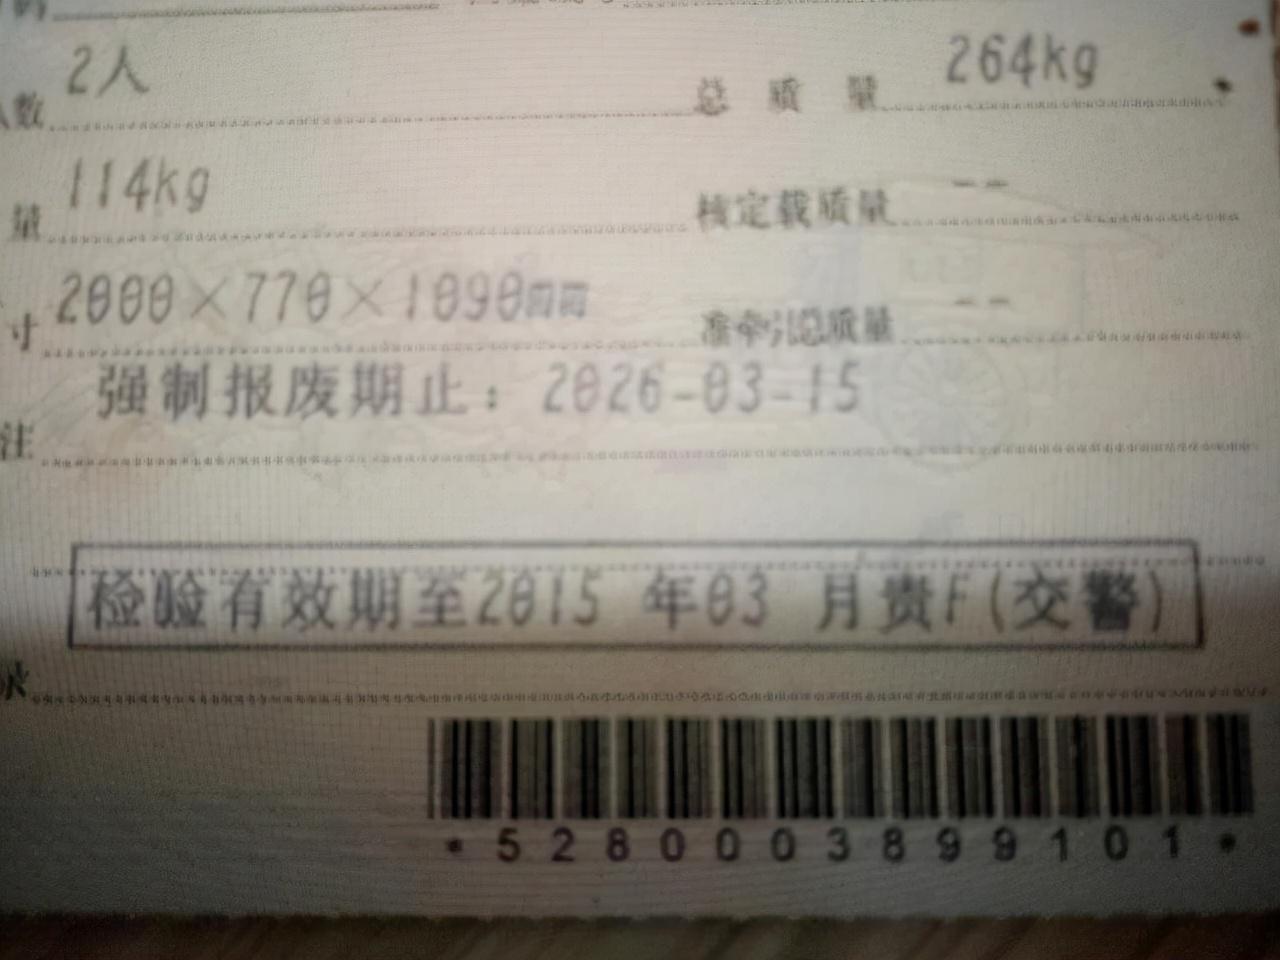 2人
人数
总质量 264kg
量 114kg
核定载质量 --
寸 2000×770×1090mm
准牵引总质量 --
注 强制报废期止：2026-03-15
检验有效期至2015 年03 月贵F(交警)
录
*5280003899101*